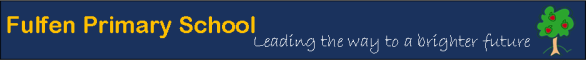 Fulfen Primary School
Leading the way to a brighter future